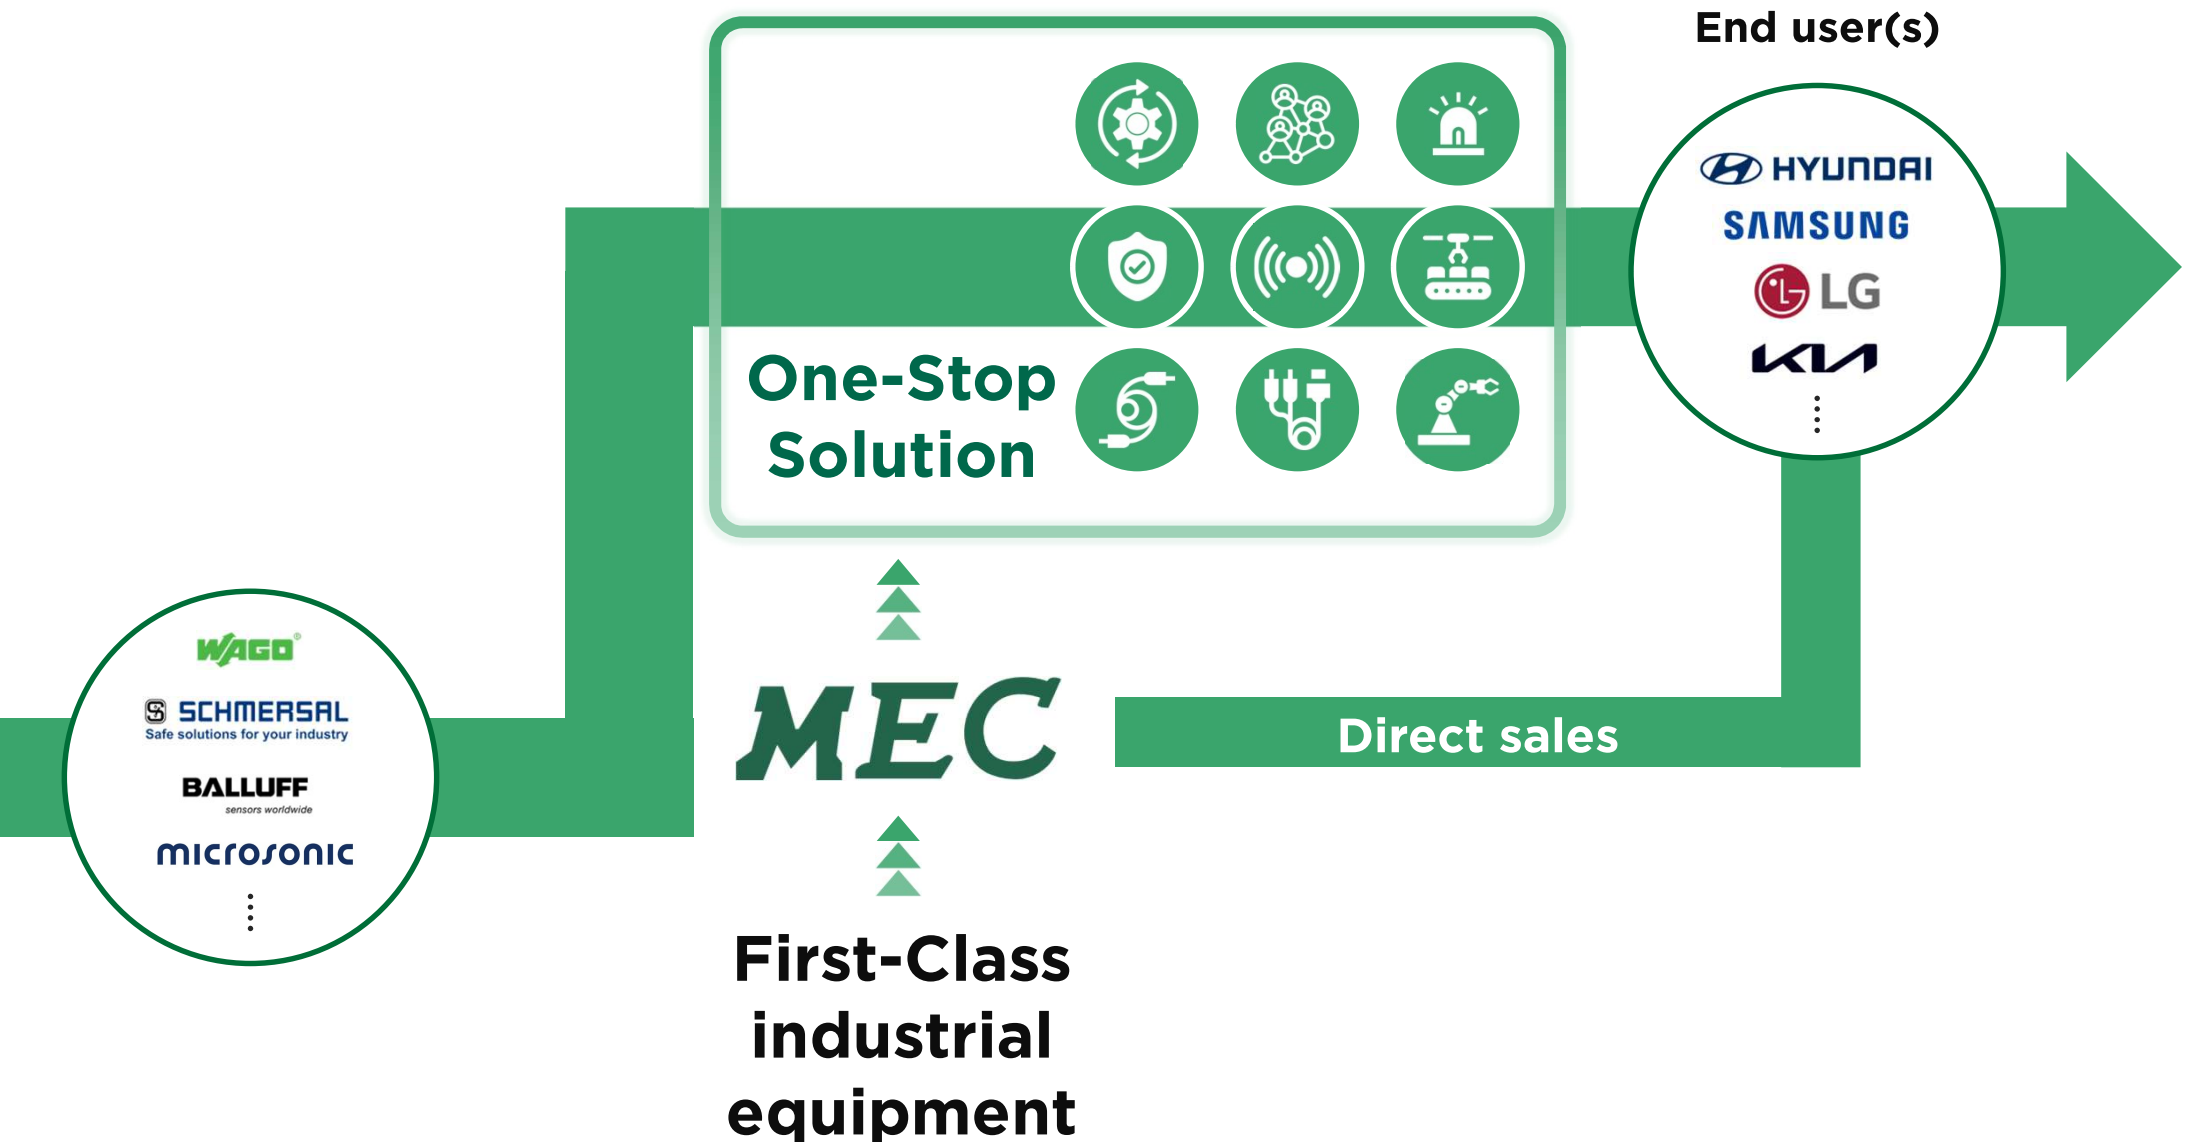 End user(s)
HYUNDAI
SAMSUNG
LG
KIA
One-Stop
Solution
WAGO®
SCHMERSAL
Safe solutions for your industry
BALLUFF
sensors worldwide
microsonic
MEC
Direct sales
First-Class
industrial
equipment